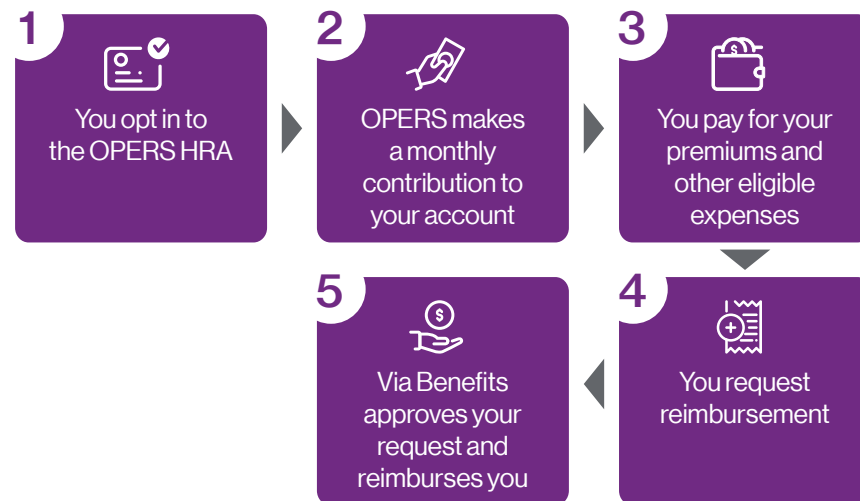 1
You opt in to
the OPERS HRA
2
OPERS makes
a monthly
contribution to
your account
3
$
You pay for your
premiums and
other eligible
expenses
4
You request
reimbursement
5
$
Via Benefits
approves your
request and
reimburses you